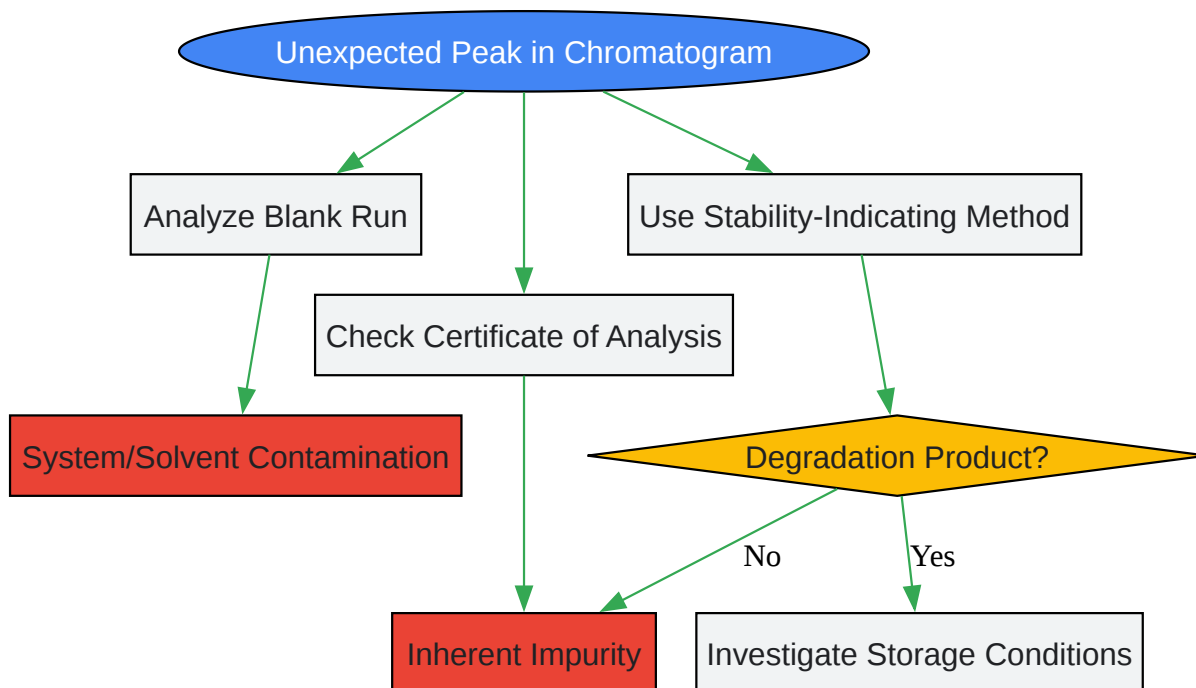 Unexpected Peak in Chromatogram
Analyze Blank Run
Use Stability-Indicating Method
Check Certificate of Analysis
System/Solvent Contamination
Degradation Product?
No
Yes
Inherent Impurity
Investigate Storage Conditions